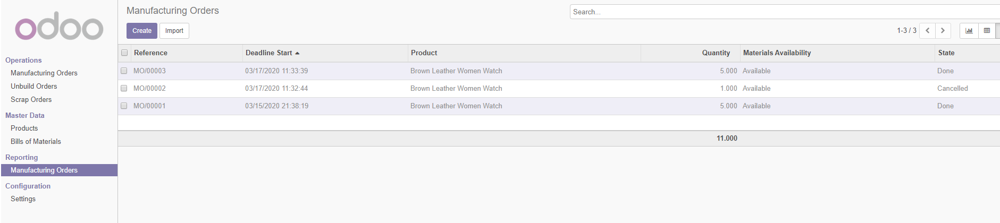 odoo
Operations
Manufacturing Orders
Unbuild Orders
Scrap Orders
Master Data
Products
Bills of Materials
Reporting
Manufacturing Orders
Configuration
Settings
Manufacturing Orders
Search...
Create Import
1-3 / 3
Reference Deadline Start Product Quantity Materials Availability State
MO/00003 03/17/2020 11:33:39 Brown Leather Women Watch 5.000 Available Done
MO/00002 03/17/2020 11:32:44 Brown Leather Women Watch 1.000 Available Cancelled
MO/00001 03/15/2020 21:38:19 Brown Leather Women Watch 5.000 Available Done
11.000